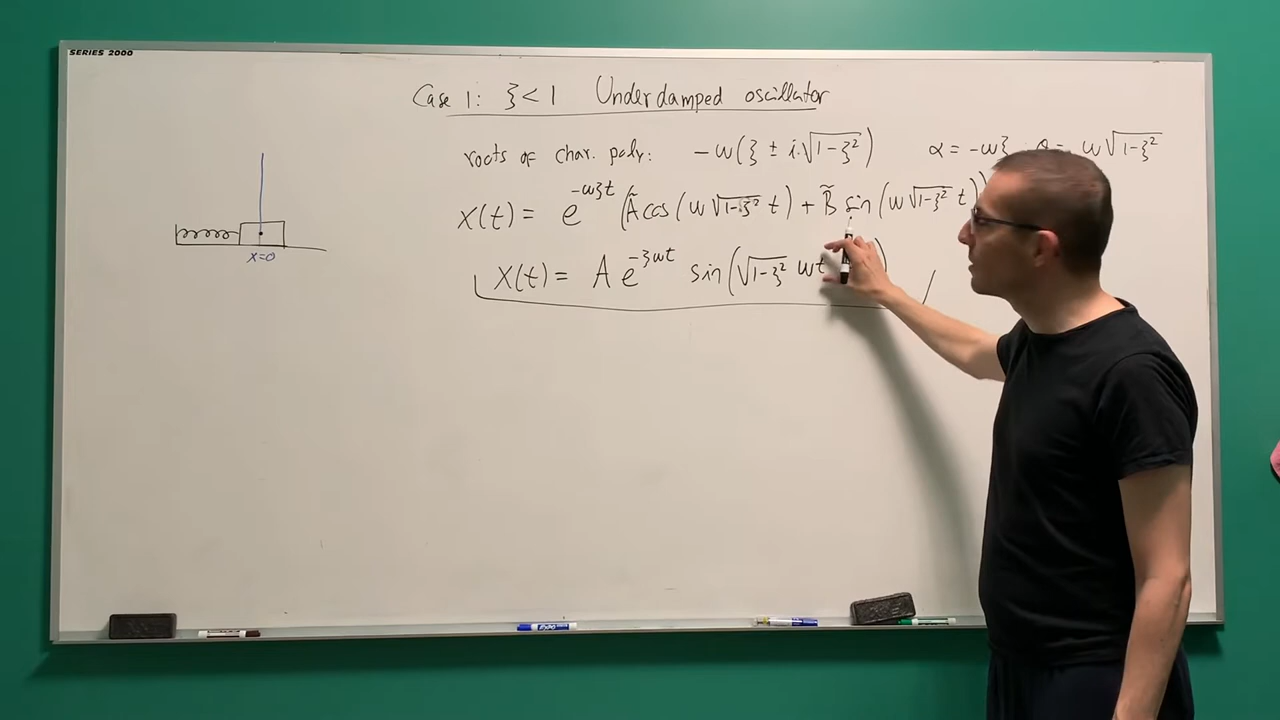 SERIES 2000
Case 1: ξ < 1 Underdamped oscillator
roots of char. poly: -ω(ξ ± i√(1-ξ²)) α = -ωξ ω√(1-ξ²)
x(t) = e^(-ωξt) (Ã cos(ω√(1-ξ²) t) + B̃ sin(ω√(1-ξ²) t)
x(t) = A e^(-ξωt) sin(√(1-ξ²) ωt
x=0